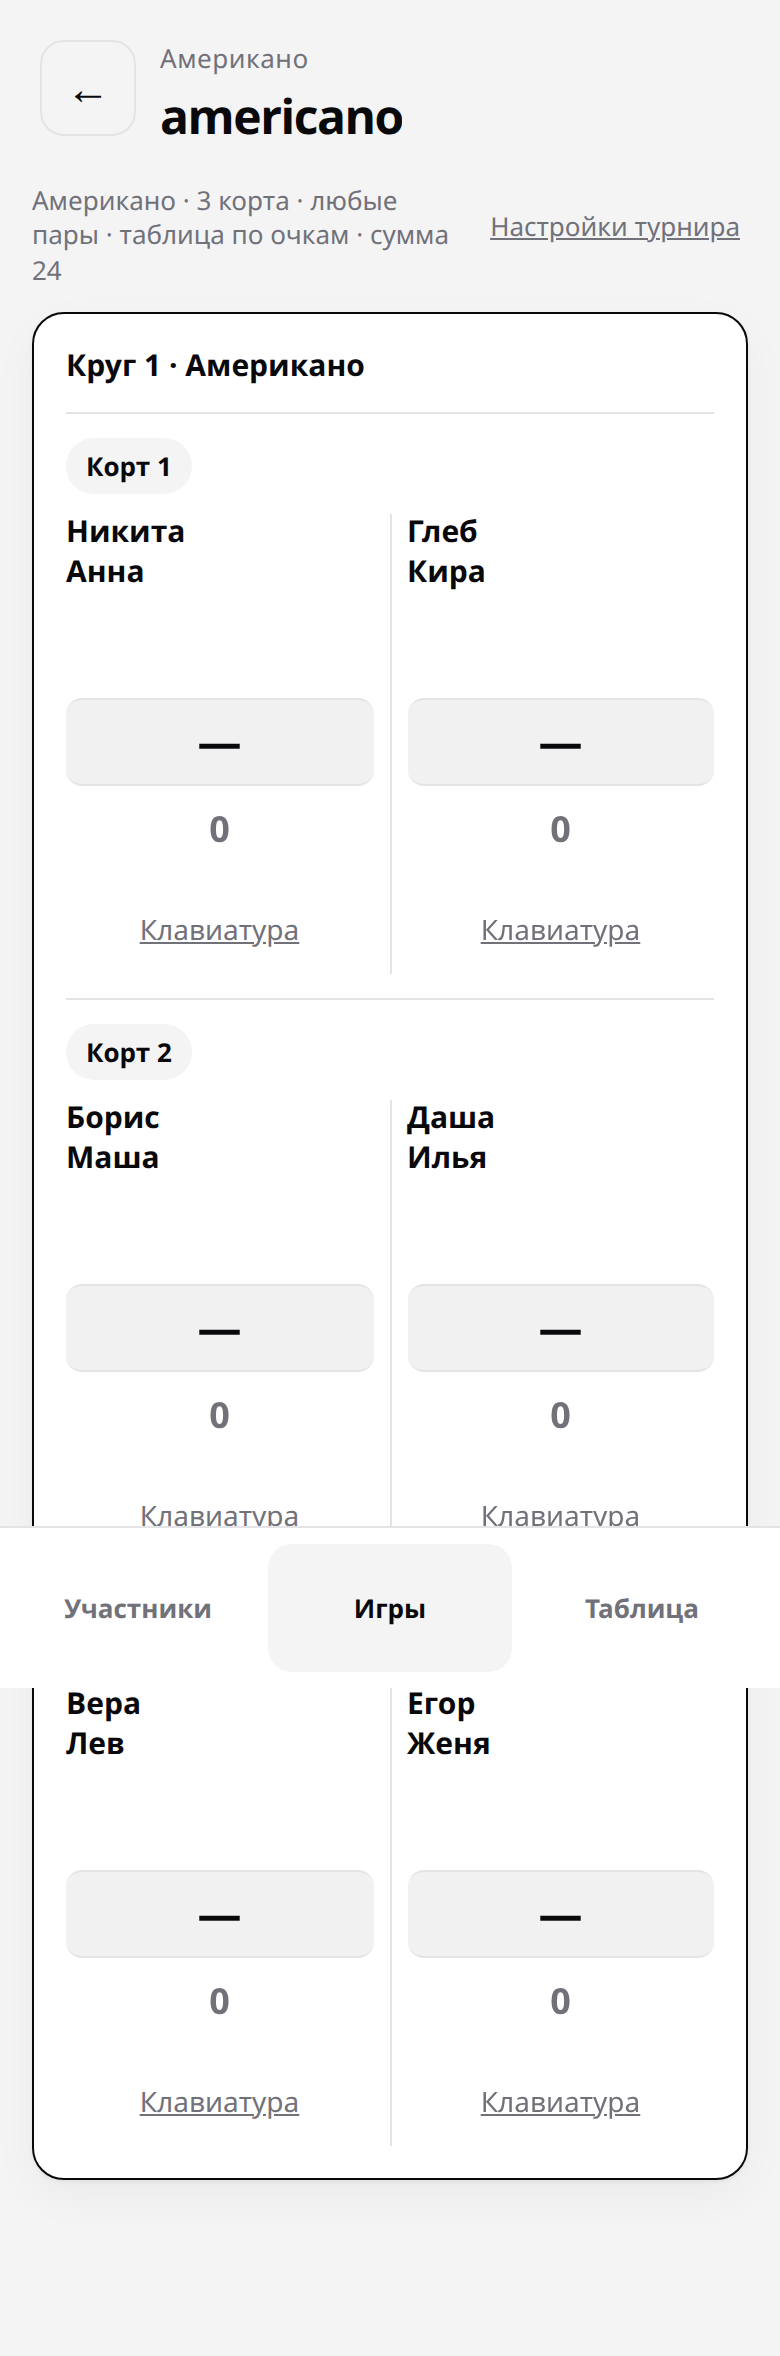 ←
Американо
americano
Американо · 3 корта · любые
пары · таблица по очкам · сумма
24
Настройки турнира
Круг 1 · Американо
Корт 1
Никита
Анна
Глеб
Кира
— —
0 0
Клавиатура Клавиатура
Корт 2
Борис
Маша
Даша
Илья
— —
0 0
Клавиатура Клавиатура
Участники Игры Таблица
Вера
Лев
Егор
Женя
— —
0 0
Клавиатура Клавиатура